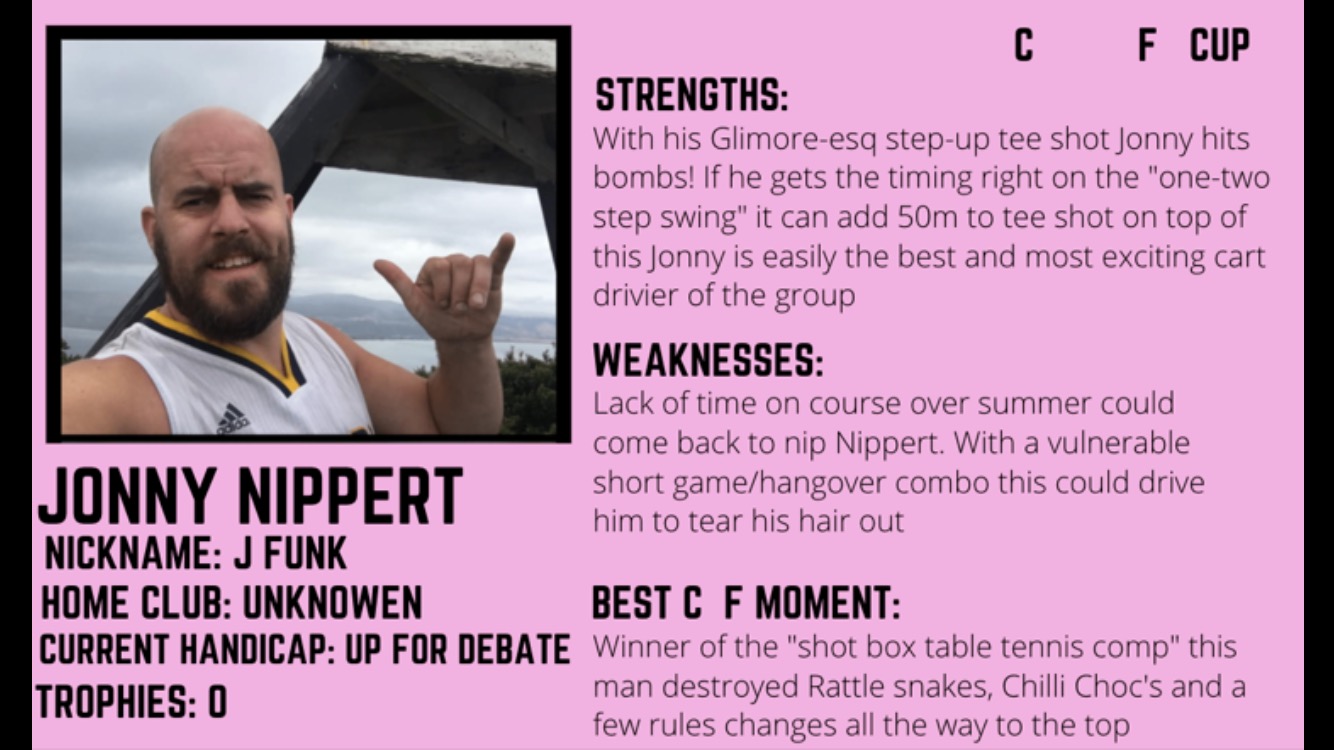 C F CUP
STRENGTHS:
With his Glimore-esq step-up tee shot Jonny hits
bombs! If he gets the timing right on the "one-two
step swing" it can add 50m to tee shot on top of
this Jonny is easily the best and most exciting cart
drivier of the group
WEAKNESSES:
Lack of time on course over summer could
come back to nip Nippert. With a vulnerable
short game/hangover combo this could drive
him to tear his hair out
BEST C F MOMENT:
Winner of the "shot box table tennis comp" this
man destroyed Rattle snakes, Chilli Choc's and a
few rules changes all the way to the top
adidas
JONNY NIPPERT
NICKNAME: J FUNK
HOME CLUB: UNKNOWEN
CURRENT HANDICAP: UP FOR DEBATE
TROPHIES: 0